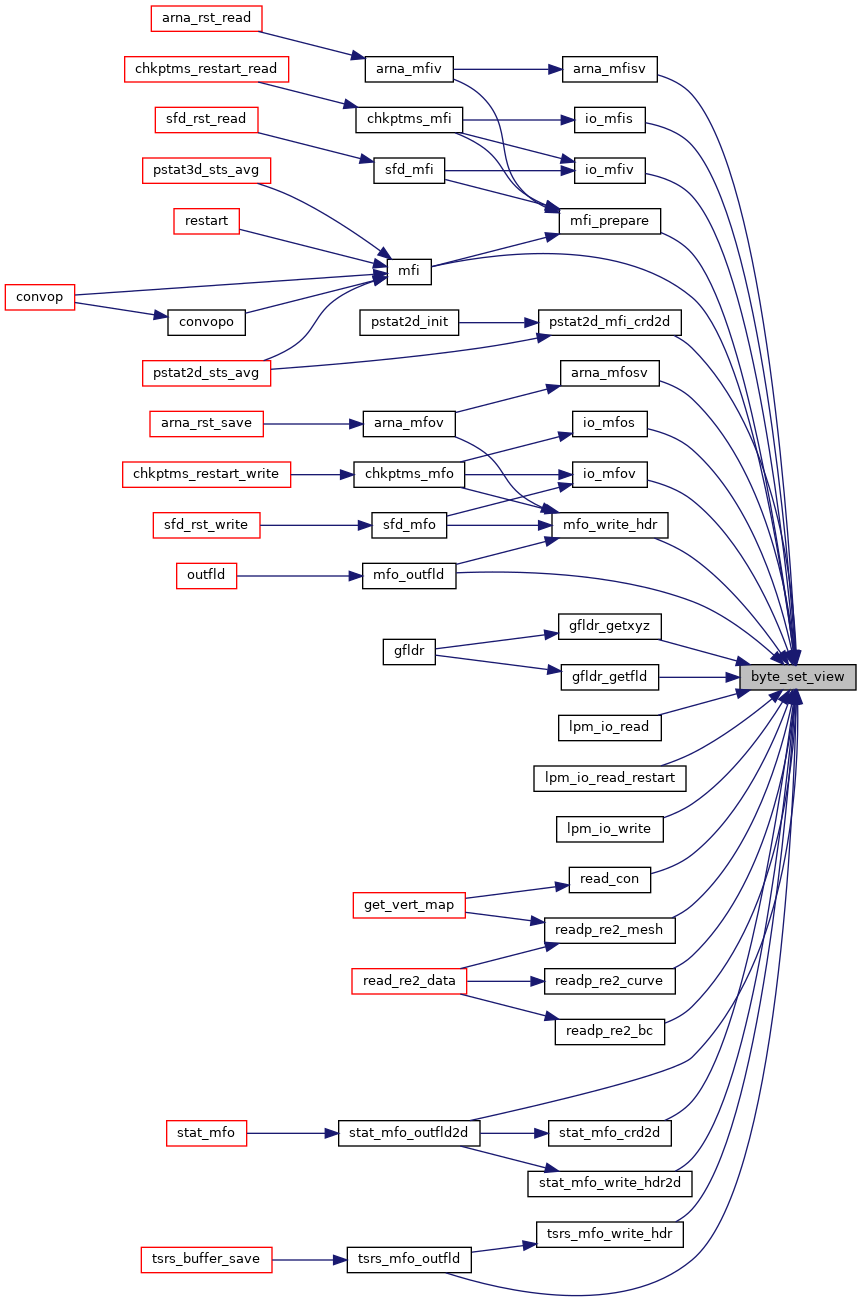 arna_rst_read
chkptms_restart_read
arna_mfiv
arna_mfisv
sfd_rst_read
chkptms_mfi
io_mfis
pstat3d_sts_avg
sfd_mfi
io_mfiv
restart
mfi_prepare
mfi
convop
convopo
pstat2d_init
pstat2d_mfi_crd2d
pstat2d_sts_avg
arna_mfosv
arna_rst_save
arna_mfov
io_mfos
chkptms_restart_write
chkptms_mfo
io_mfov
sfd_rst_write
sfd_mfo
mfo_write_hdr
outfld
mfo_outfld
gfldr_getxyz
gfldr
gfldr_getfld
byte_set_view
lpm_io_read
lpm_io_read_restart
lpm_io_write
read_con
get_vert_map
readp_re2_mesh
read_re2_data
readp_re2_curve
readp_re2_bc
stat_mfo
stat_mfo_outfld2d
stat_mfo_crd2d
stat_mfo_write_hdr2d
tsrs_mfo_write_hdr
tsrs_buffer_save
tsrs_mfo_outfld